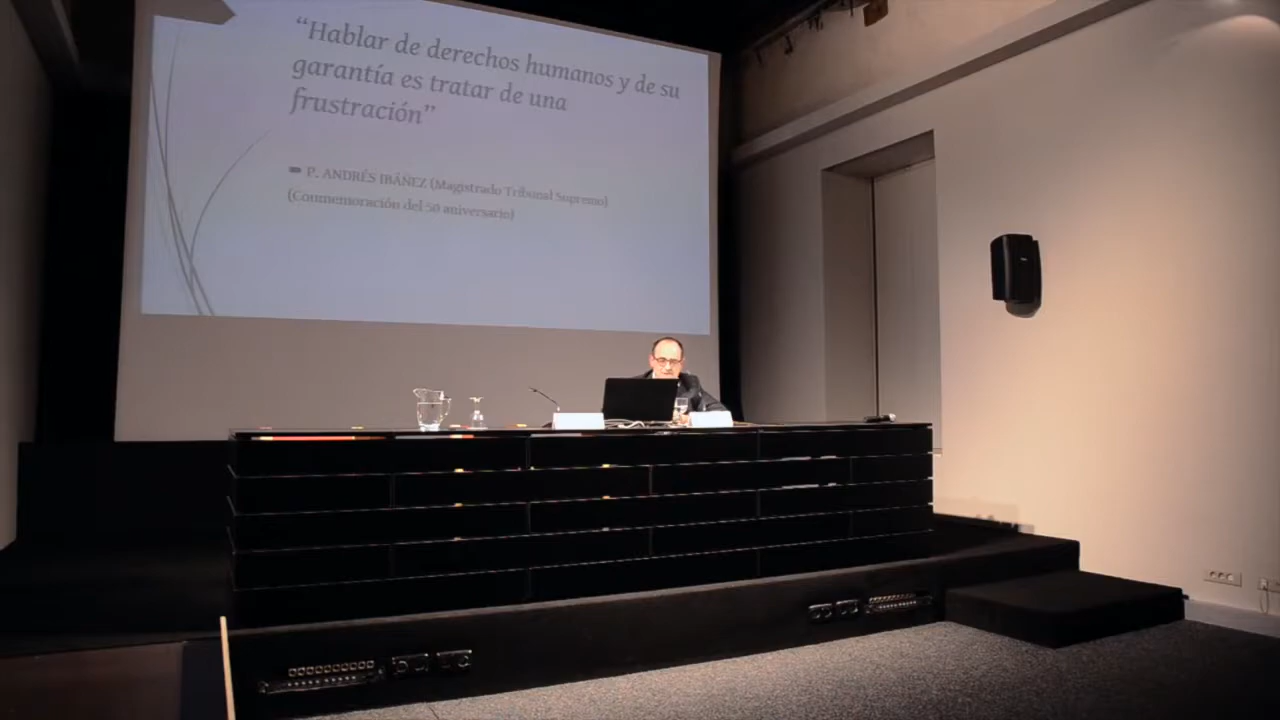 “Hablar de derechos humanos y de su
garantía es tratar de una
frustración”
P. ANDRÉS IBÁÑEZ (Magistrado Tribunal Supremo)
(Conmemoración del 50 aniversario)